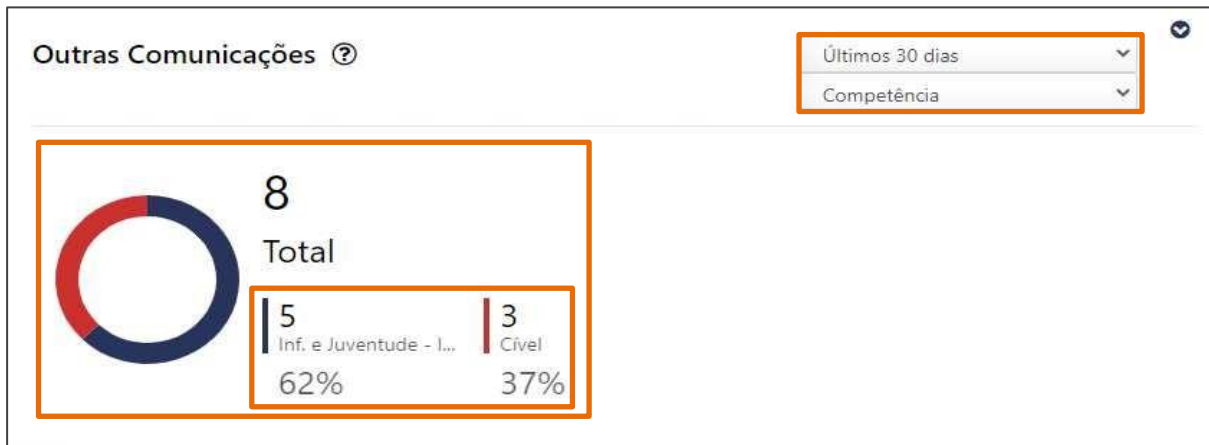 Outras Comunicações ?
Últimos 30 dias
Competência
8
Total
5 3
Inf. e Juventude - I... Cível
62% 37%